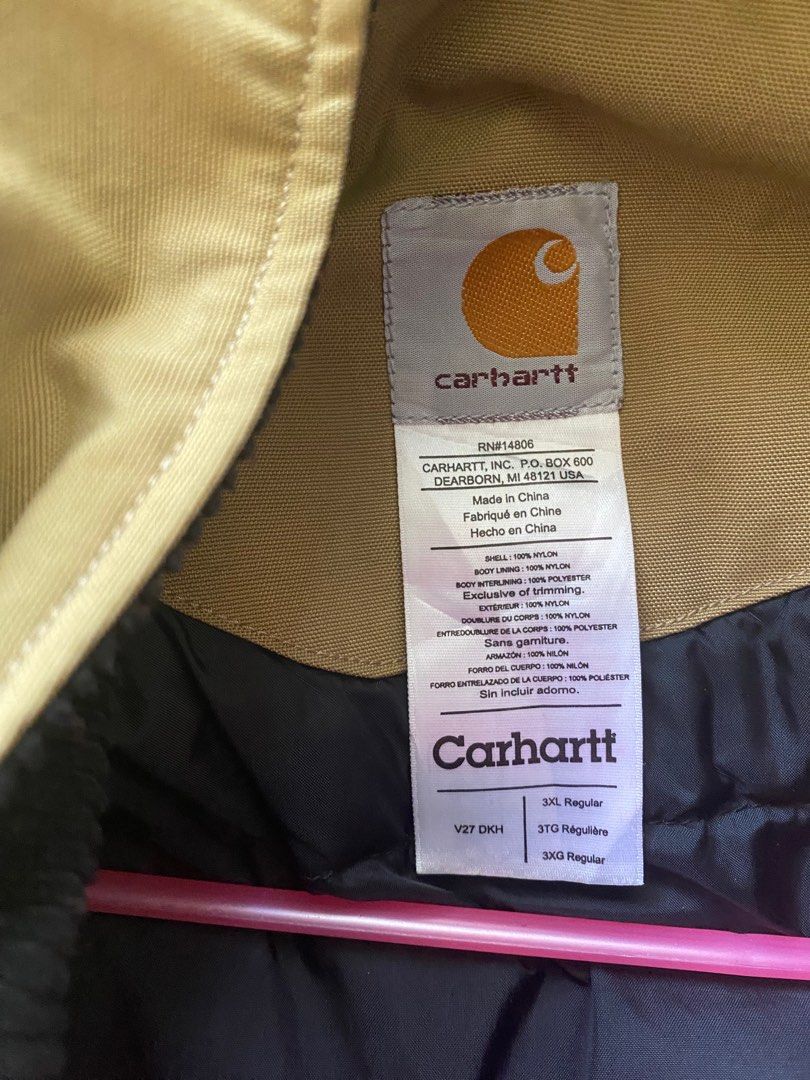 carhartt
RN#14806
CARHARTT, INC. P.O. BOX 600
DEARBORN, MI 48121 USA
Made in China
Fabriqué en Chine
Hecho en China
SHELL : 100% NYLON
BODY LINING : 100% NYLON
BODY INTERLINING : 100% POLYESTER
Exclusive of trimming.
EXTÉRIEUR : 100% NYLON
DOUBLURE DU CORPS : 100% NYLON
ENTREDOUBLURE DE LA CORPS : 100% POLYESTER
Sans garniture.
ARMAZÓN : 100% NILÓN
FORRO DEL CUERPO : 100% NILÓN
FORRO ENTRELAZADO DE LA CUERPO : 100% POLIÉSTER
Sin incluir adorno.
Carhartt
V27 DKH
3XL Regular
3TG Régulière
3XG Regular